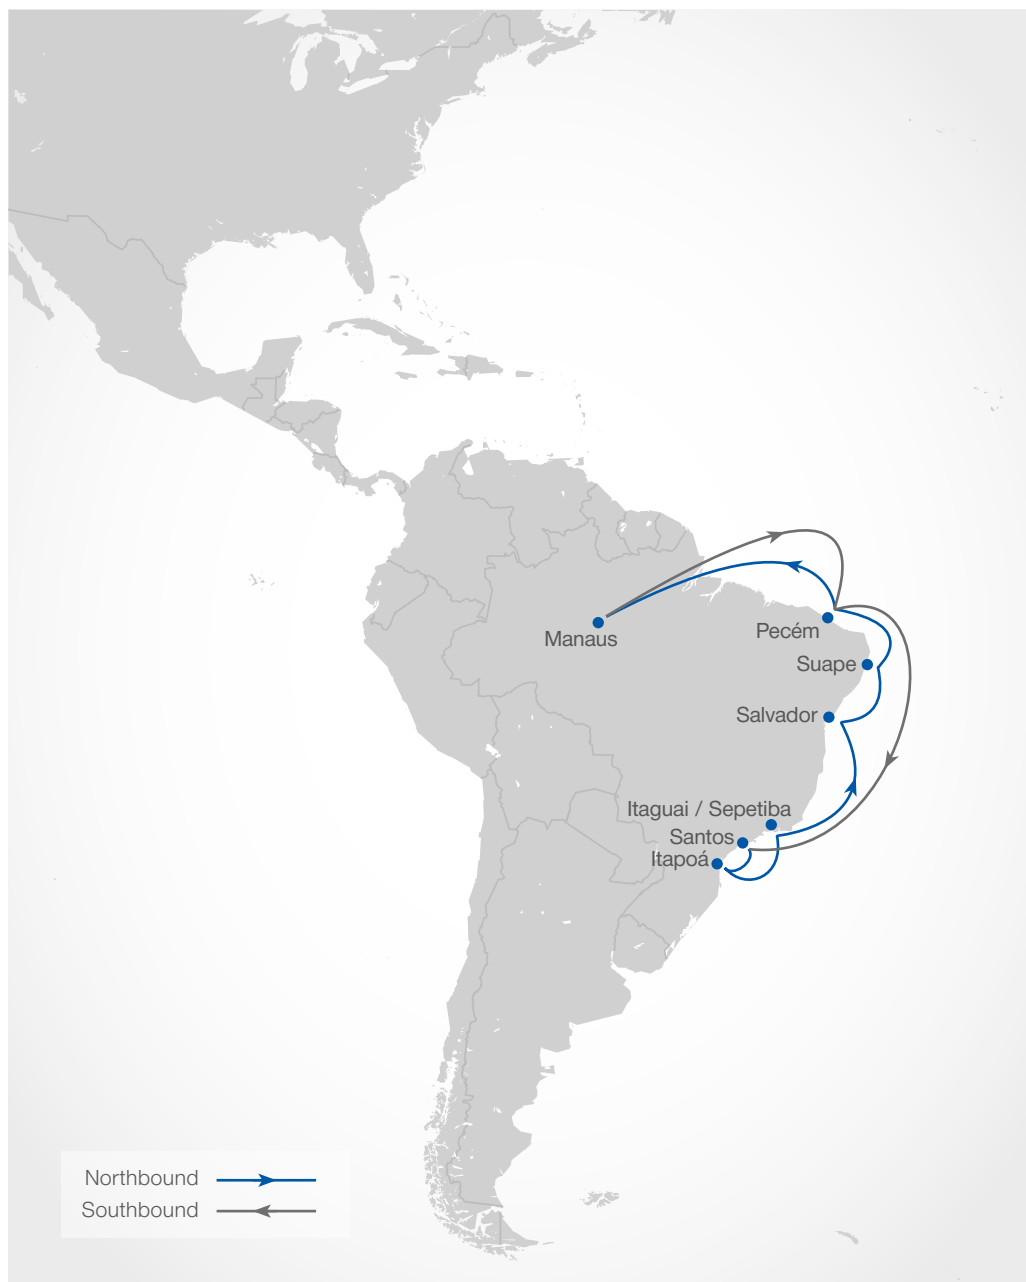 Manaus
Pecém
Suape
Salvador
Itaguai / Sepetiba
Santos
Itapoá
Northbound
Southbound